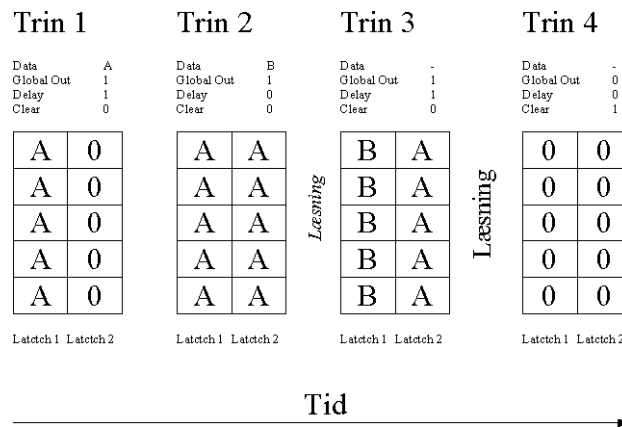 Trin 1 Trin 2 Trin 3 Trin 4
Data A Data B Data - Data -
Global Out 1 Global Out 1 Global Out 1 Global Out 0
Delay 1 Delay 0 Delay 1 Delay 0
Clear 0 Clear 0 Clear 0 Clear 1
A 0 A A B A 0 0
A 0 A A B A 0 0
A 0 A A B A 0 0
A 0 A A B A 0 0
A 0 A A B A 0 0
Læsning
Læsning
Latctch 1 Latctch 2 Latctch 1 Latctch 2 Latctch 1 Latctch 2 Latctch 1 Latctch 2
Tid